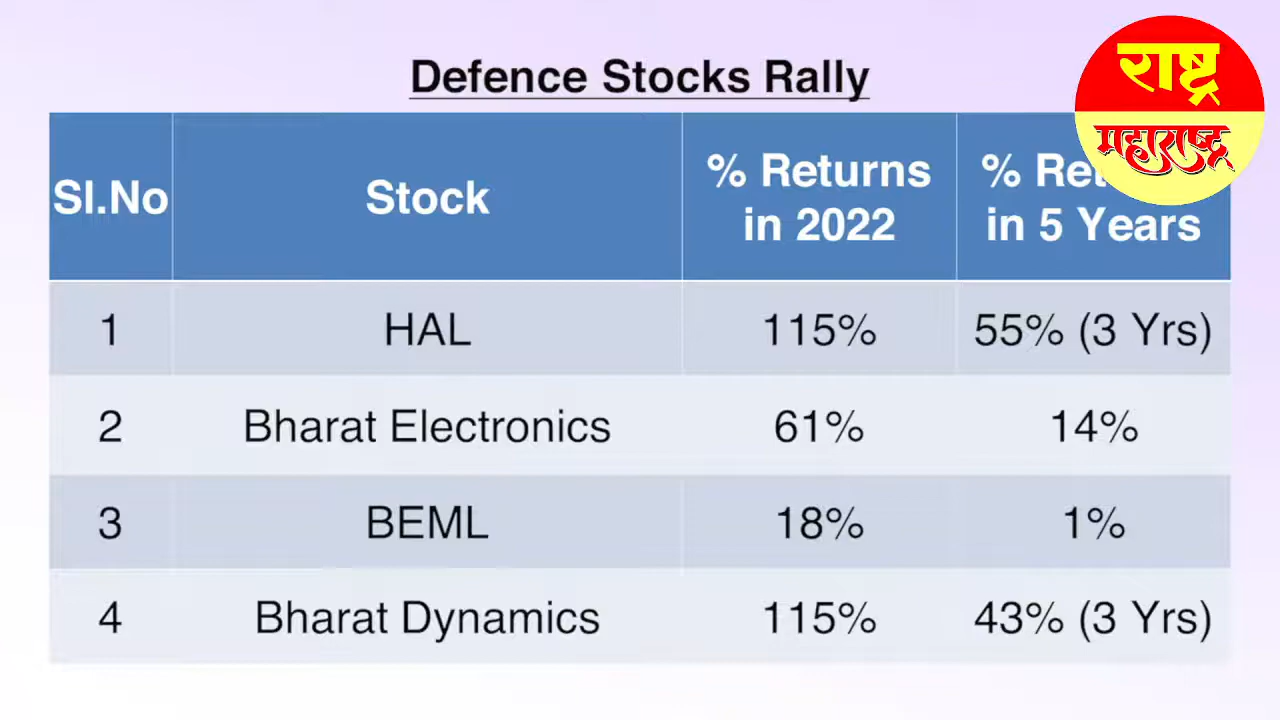 Defence Stocks Rally
राष्ट्र
महाराष्ट्र
Sl.No Stock % Returns in 2022 % Ret in 5 Years
1 HAL 115% 55% (3 Yrs)
2 Bharat Electronics 61% 14%
3 BEML 18% 1%
4 Bharat Dynamics 115% 43% (3 Yrs)